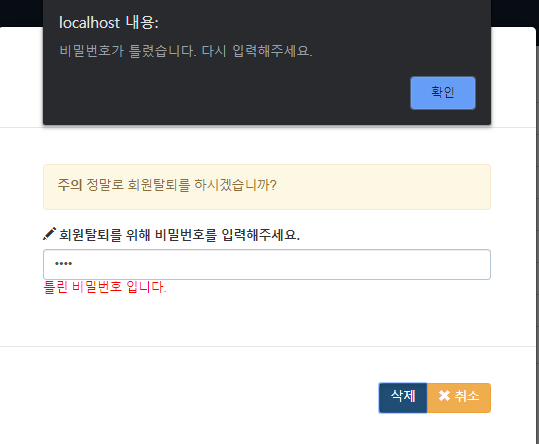 localhost 내용:
비밀번호가 틀렸습니다. 다시 입력해주세요.
확인
주의 정말로 회원탈퇴를 하시겠습니까?
회원탈퇴를 위해 비밀번호를 입력해주세요.
••••
틀린 비밀번호 입니다.
삭제
취소